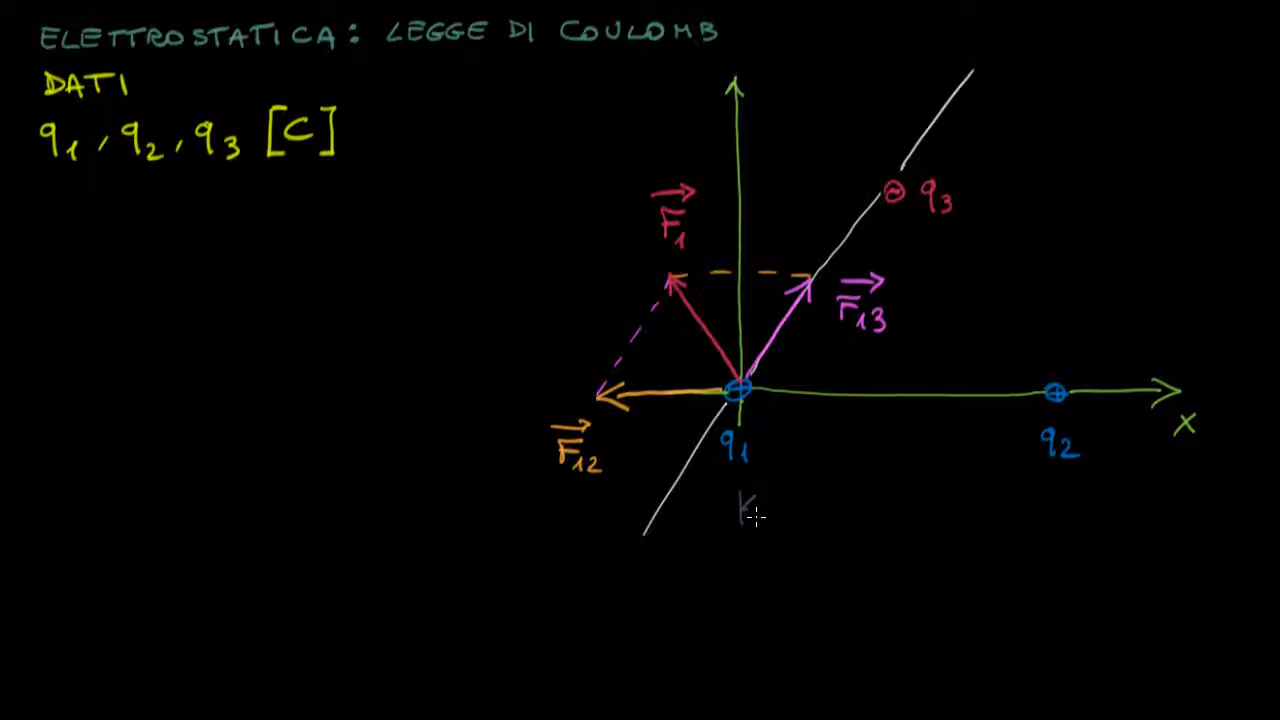 ELETTROSTATICA: LEGGE DI COULOMB
DATI
q1, q2, q3 [C]
F1
q3
F13
F12
q1
q2
x
K